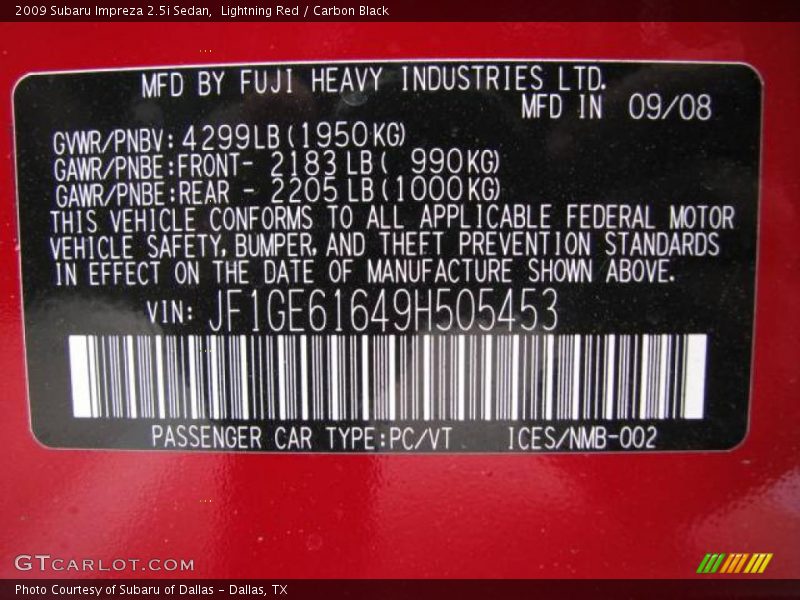 2009 Subaru Impreza 2.5i Sedan,  Lightning Red / Carbon Black
MFD BY FUJI HEAVY INDUSTRIES LTD.
MFD IN 09/08
GVWR/PNBV: 4299LB(1950KG)
GAWR/PNBE:FRONT- 2183LB( 990KG)
GAWR/PNBE:REAR - 2205LB(1000KG)
THIS VEHICLE CONFORMS TO ALL APPLICABLE FEDERAL MOTOR
VEHICLE SAFETY, BUMPER, AND THEFT PREVENTION STANDARDS
IN EFFECT ON THE DATE OF MANUFACTURE SHOWN ABOVE.
VIN: JF1GE61649H505453
PASSENGER CAR TYPE:PC/VT ICES/NMB-002
GTCARLOT.COM
Photo Courtesy of Subaru of Dallas - Dallas, TX